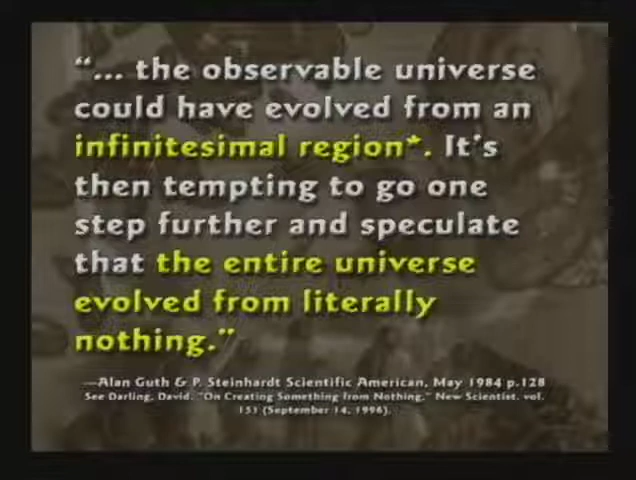 “... the observable universe
could have evolved from an
infinitesimal region*. It's
then tempting to go one
step further and speculate
that the entire universe
evolved from literally
nothing.”
—Alan Guth & P. Steinhardt Scientific American, May 1984 p.128
See Darling, David, "On Creating Something from Nothing," New Scientist, vol.
151 (September 14, 1996).